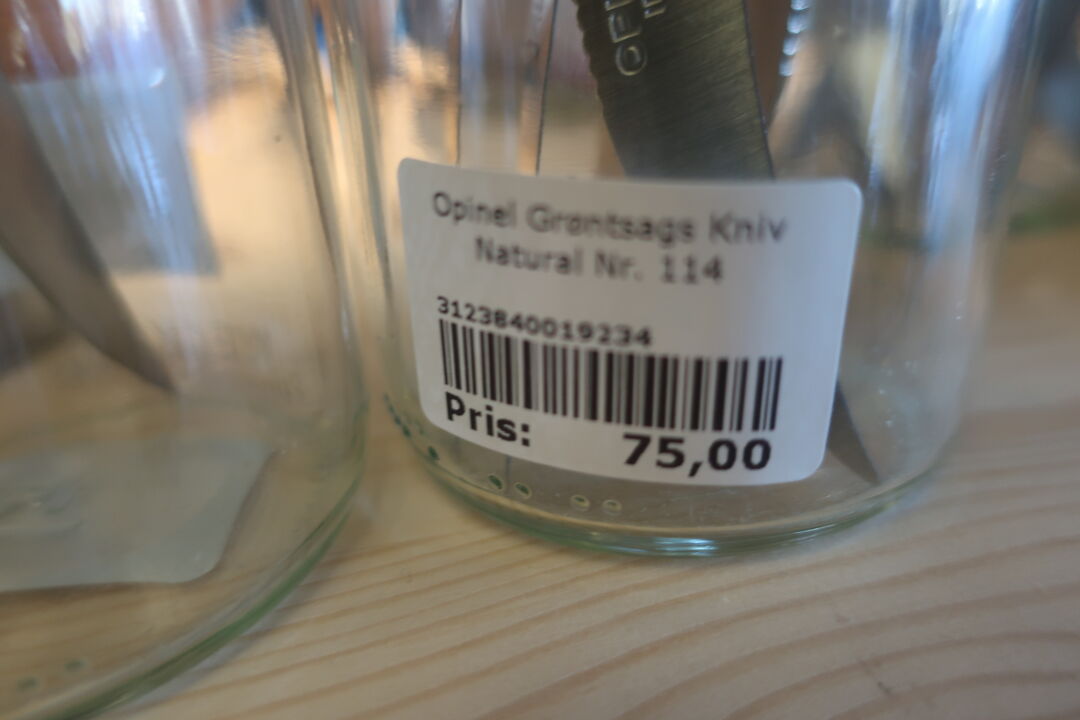 Opinel Grøntsags Kniv
Natural Nr. 114
3123840019234
Pris: 75,00